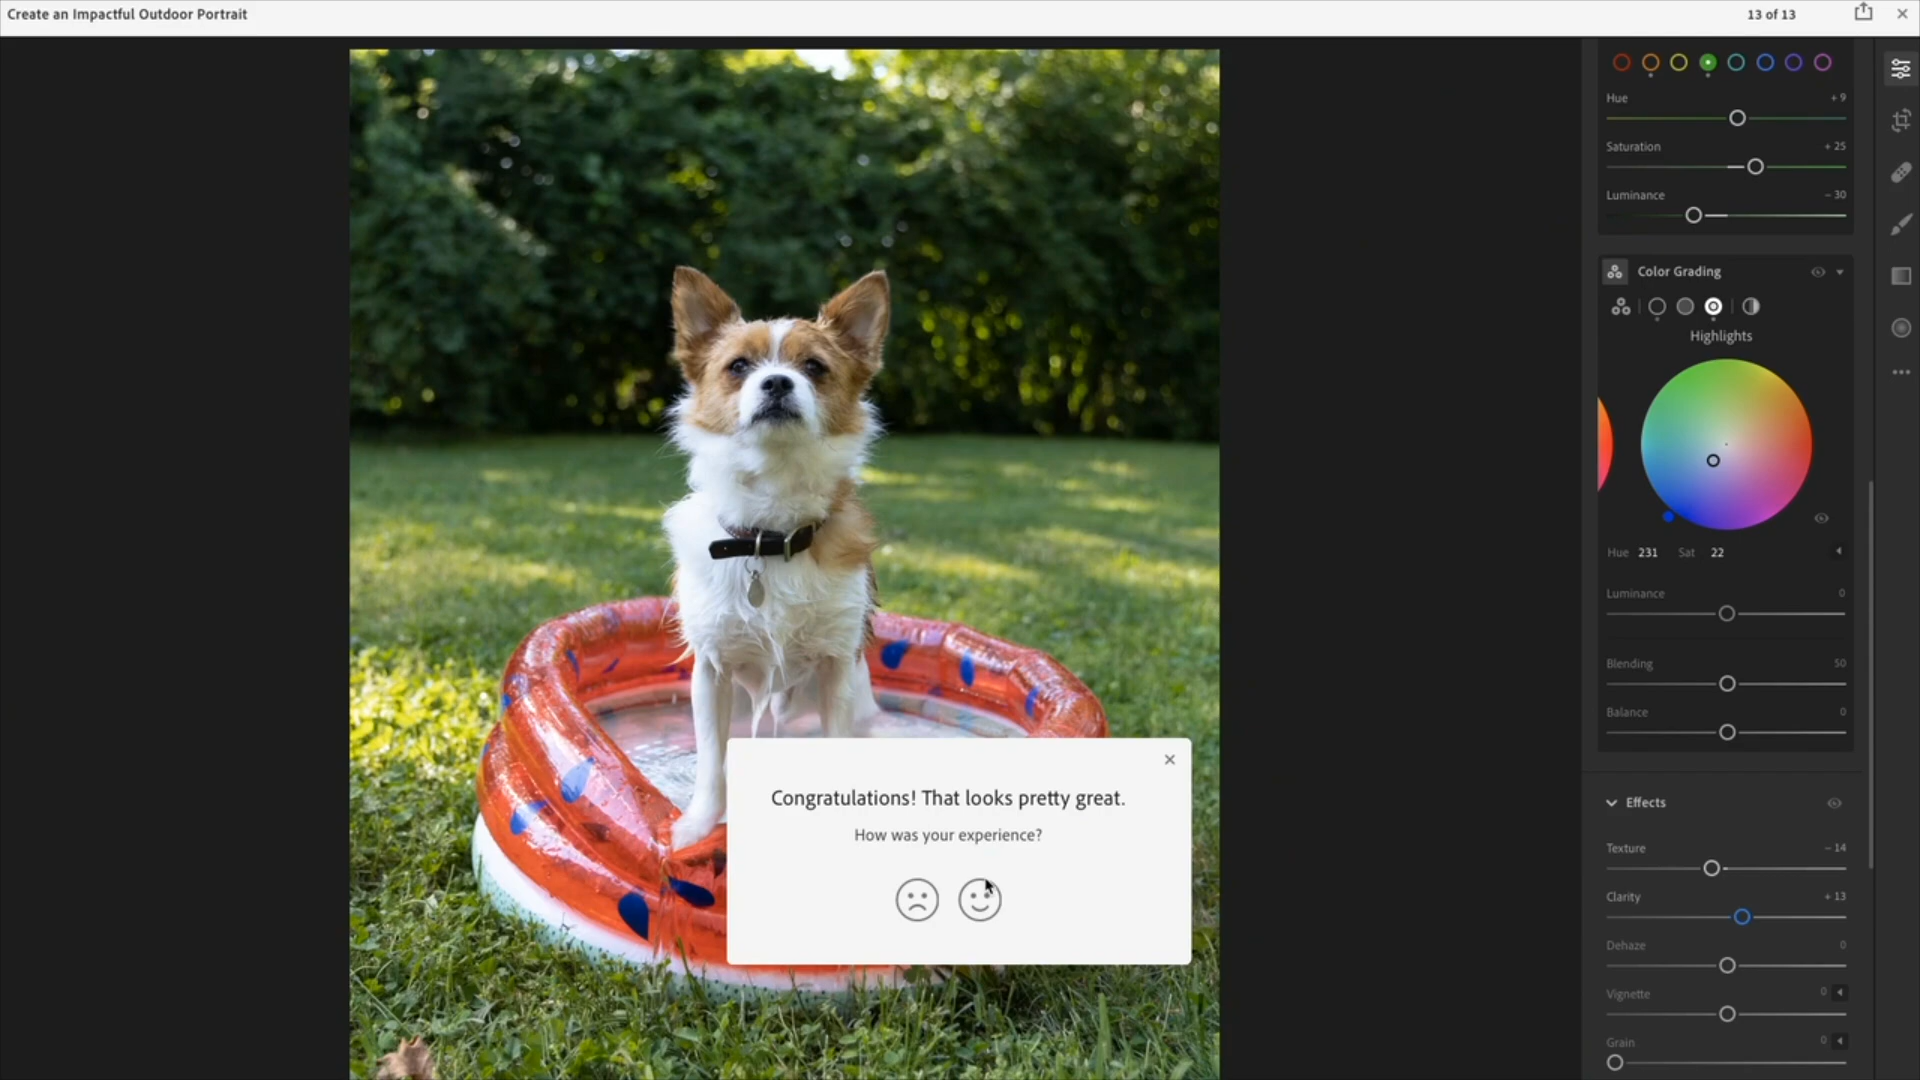 Create an Impactful Outdoor Portrait
13 of 13
Hue + 9
Saturation + 25
Luminance - 30
Color Grading
Highlights
Hue 231 Sat 22
Luminance 0
Blending 50
Balance 0
Effects
Texture - 14
Clarity + 13
Dehaze 0
Vignette 0
Grain 0
Congratulations! That looks pretty great.
How was your experience?